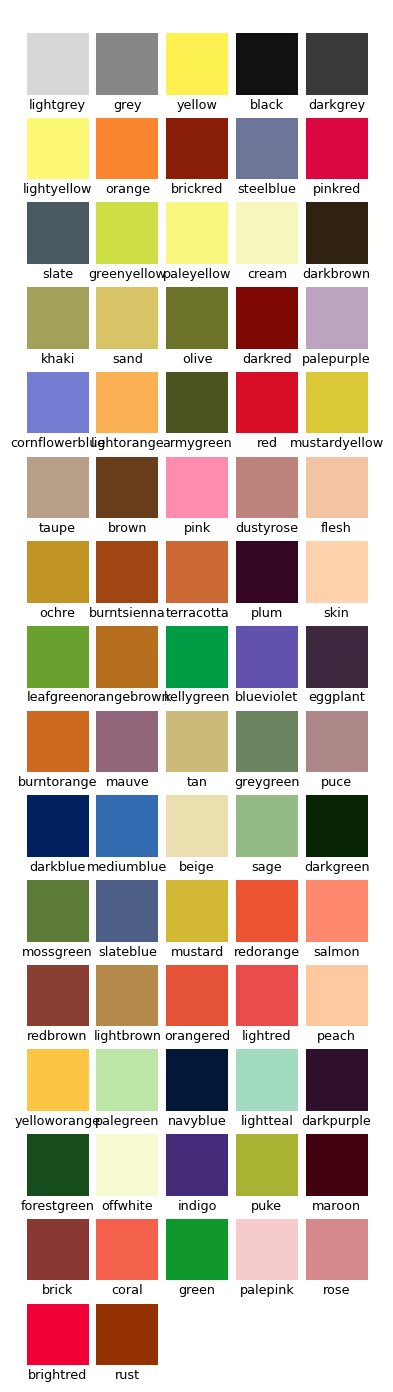 lightgrey grey yellow black darkgrey
lightyellow orange brickred steelblue pinkred
slate greenyellow paleyellow cream darkbrown
khaki sand olive darkred palepurple
cornflowerblue lightorange armygreen red mustardyellow
taupe brown pink dustyrose flesh
ochre burntsienna terracotta plum skin
leafgreen orangebrown kellygreen blueviolet eggplant
burntorange mauve tan greygreen puce
darkblue mediumblue beige sage darkgreen
mossgreen slateblue mustard redorange salmon
redbrown lightbrown orangered lightred peach
yelloworange palegreen navyblue lightteal darkpurple
forestgreen offwhite indigo puke maroon
brick coral green palepink rose
brightred rust